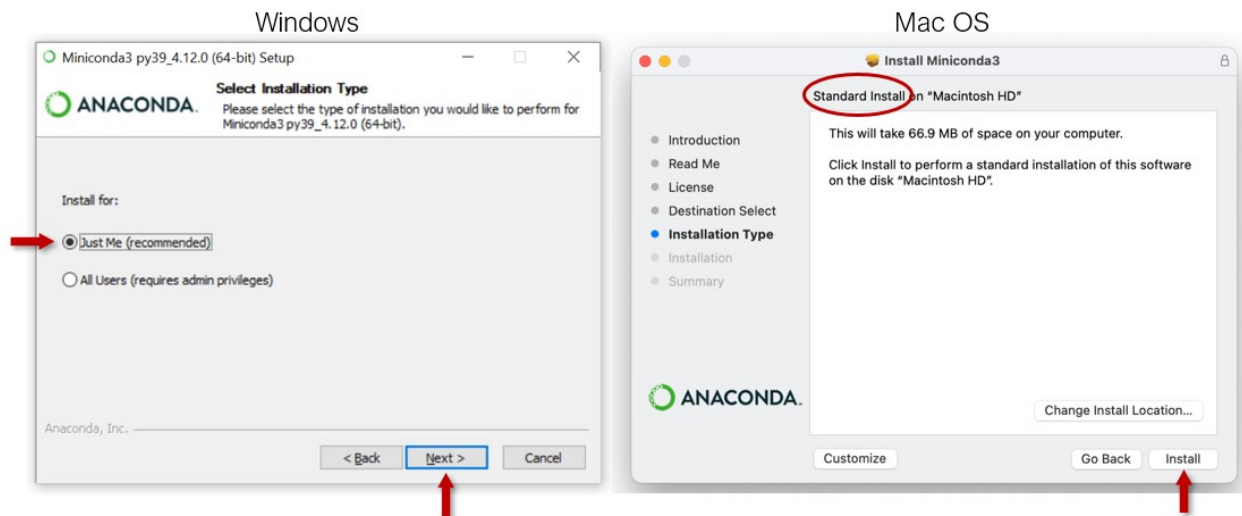 Windows
Miniconda3 py39_4.12.0 (64-bit) Setup
ANACONDA.
Select Installation Type
Please select the type of installation you would like to perform for
Miniconda3 py39_4.12.0 (64-bit).
Install for:
Just Me (recommended)
All Users (requires admin privileges)
Anaconda, Inc.
< Back
Next >
Cancel
Mac OS
Install Miniconda3
Standard Install on “Macintosh HD”
Introduction
Read Me
License
Destination Select
Installation Type
Installation
Summary
This will take 66.9 MB of space on your computer.
Click Install to perform a standard installation of this software
on the disk “Macintosh HD”.
ANACONDA.
Change Install Location...
Customize
Go Back
Install